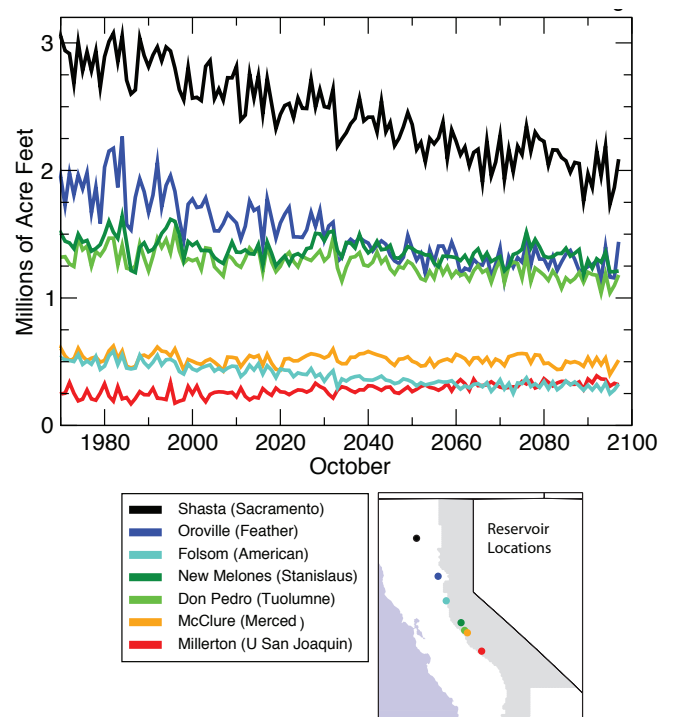 3
2
1
0
Millions of Acre Feet
1980 2000 2020 2040 2060 2080 2100
October
Shasta (Sacramento)
Oroville (Feather)
Folsom (American)
New Melones (Stanislaus)
Don Pedro (Tuolumne)
McClure (Merced)
Millerton (U San Joaquin)
Reservoir
Locations